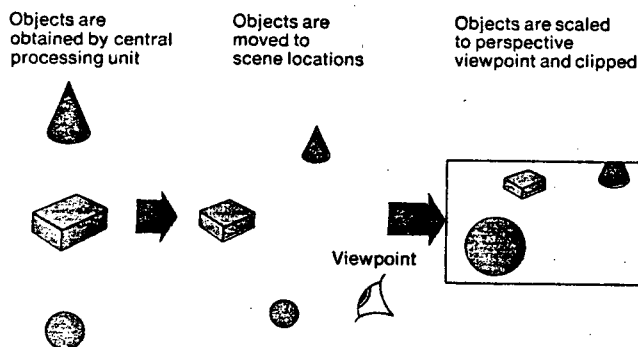 Objects are
obtained by central
processing unit
Objects are
moved to
scene locations
Objects are scaled
to perspective
viewpoint and clipped
Viewpoint